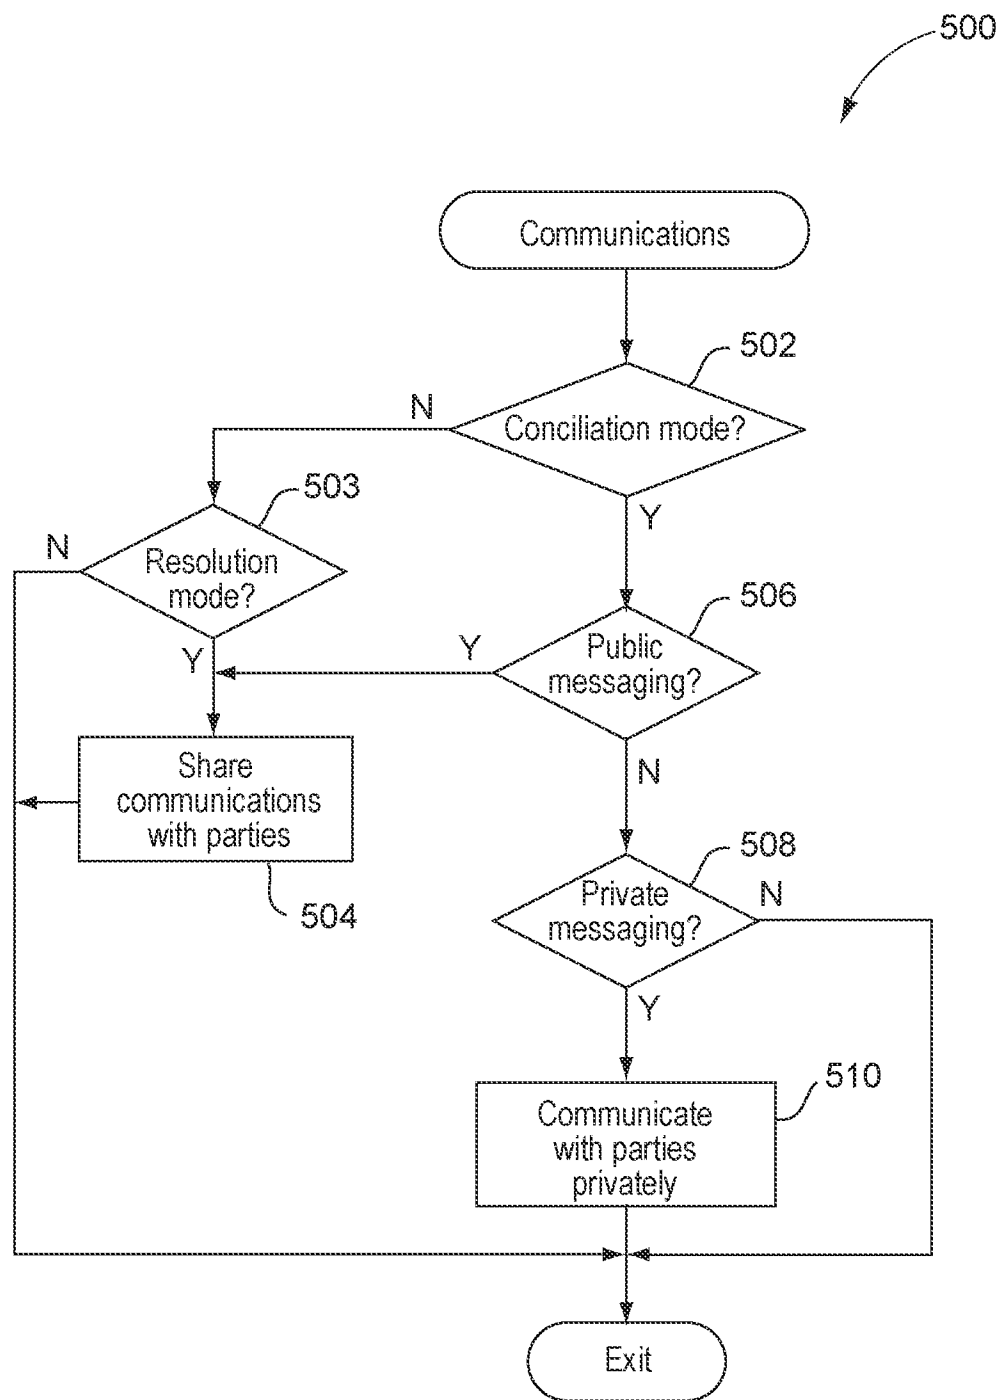 500
Communications
502
N
Conciliation mode?
Y
503
N
Resolution
mode?
Y
506
Y
Public
messaging?
N
Share
communications
with parties
504
508
Private
messaging?
N
Y
510
Communicate
with parties
privately
Exit